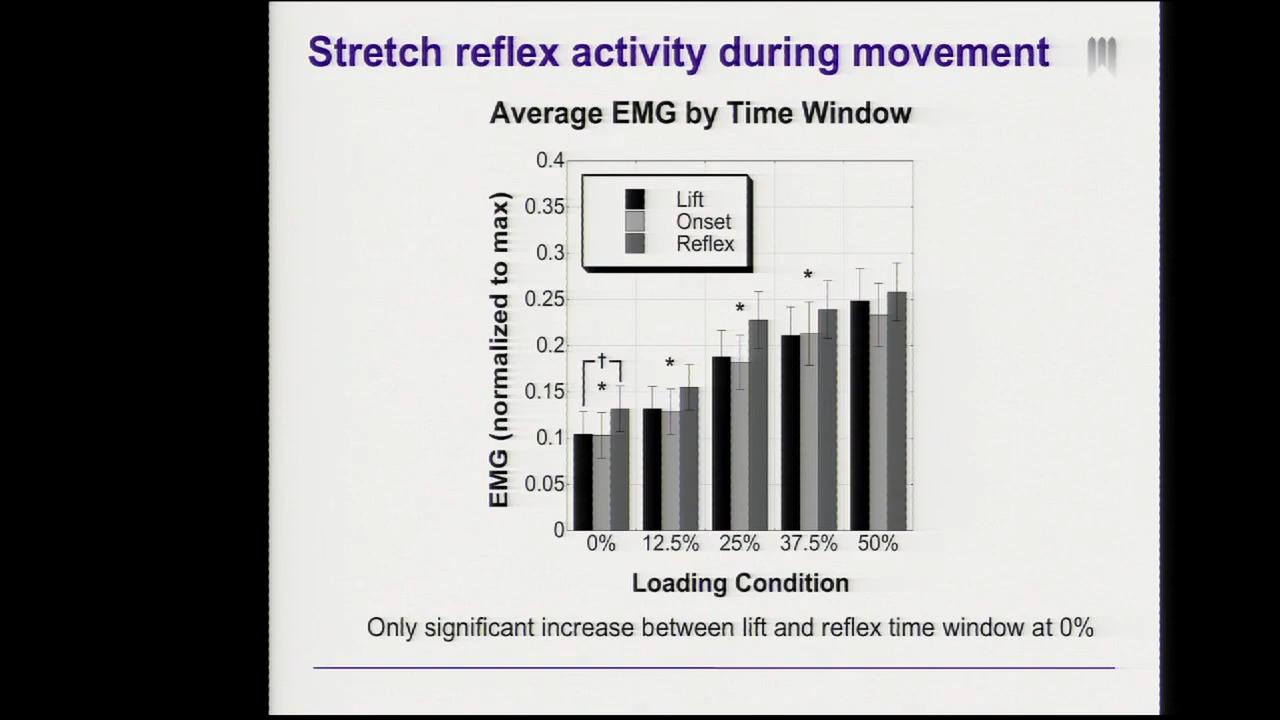 Stretch reflex activity during movement
Average EMG by Time Window
0.4
0.35
0.3
0.25
0.2
0.15
0.1
0.05
0
EMG (normalized to max)
Lift
Onset
Reflex
†
*
*
*
*
0%
12.5%
25%
37.5%
50%
Loading Condition
Only significant increase between lift and reflex time window at 0%